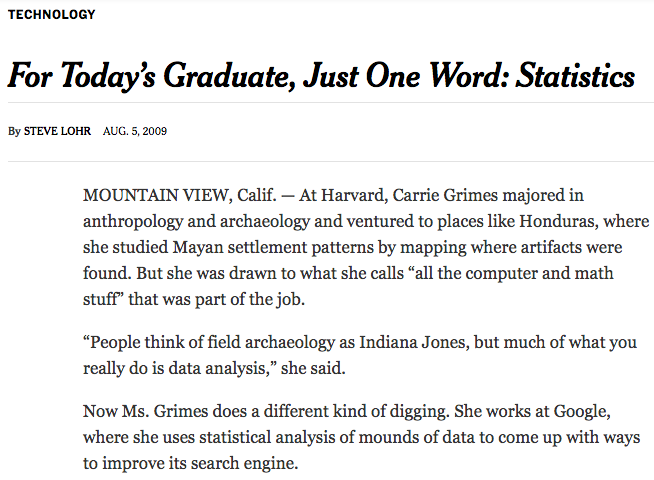 TECHNOLOGY
For Today’s Graduate, Just One Word: Statistics
By STEVE LOHR AUG. 5, 2009
MOUNTAIN VIEW, Calif. — At Harvard, Carrie Grimes majored in
anthropology and archaeology and ventured to places like Honduras, where
she studied Mayan settlement patterns by mapping where artifacts were
found. But she was drawn to what she calls “all the computer and math
stuff” that was part of the job.
“People think of field archaeology as Indiana Jones, but much of what you
really do is data analysis,” she said.
Now Ms. Grimes does a different kind of digging. She works at Google,
where she uses statistical analysis of mounds of data to come up with ways
to improve its search engine.